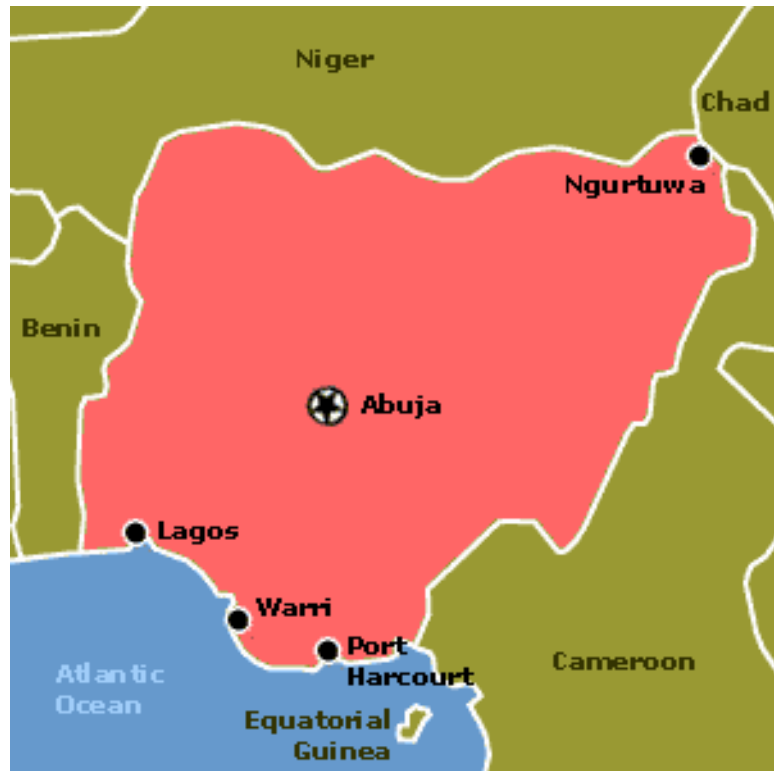 Niger
Chad
Ngurtuwa
Benin
Abuja
Lagos
Warri
Port
Harcourt
Cameroon
Atlantic
Ocean
Equatorial
Guinea